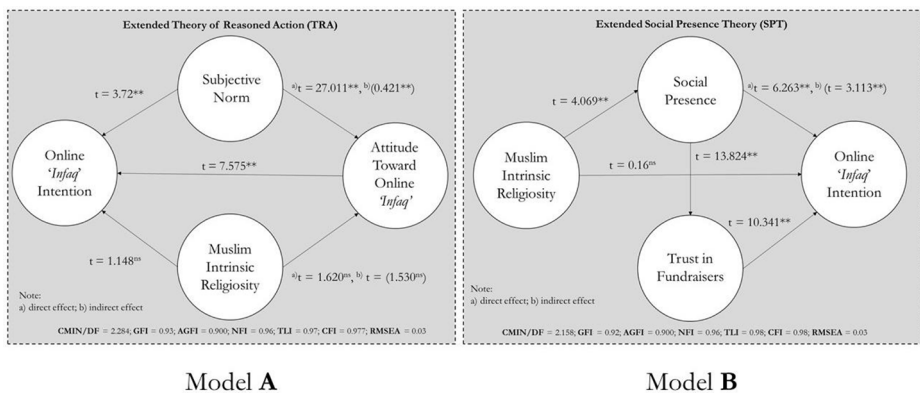 Extended Theory of Reasoned Action (TRA)
Subjective
Norm
t = 3.72**
a)t = 27.011**, b)(0.421**)
Online
'Infaq'
Intention
t = 7.575**
Attitude
Toward
Online
'Infaq'
Muslim
Intrinsic
Religiosity
t = 1.148ns
a)t = 1.620ns, b) t = (1.530ns)
Note:
a) direct effect; b) indirect effect
CMIN/DF = 2.284; GFI = 0.93; AGFI = 0.900; NFI = 0.96; TLI = 0.97; CFI = 0.977; RMSEA = 0.03
Model A
Extended Social Presence Theory (SPT)
Social
Presence
t = 4.069**
a)t = 6.263**, b) (t = 3.113**)
Muslim
Intrinsic
Religiosity
t = 0.16ns
t = 13.824**
Online
'Infaq'
Intention
t = 10.341**
Trust in
Fundraisers
Note:
a) direct effect; b) indirect effect
CMIN/DF = 2.158; GFI = 0.92; AGFI = 0.900; NFI = 0.96; TLI = 0.98; CFI = 0.98; RMSEA = 0.03
Model B